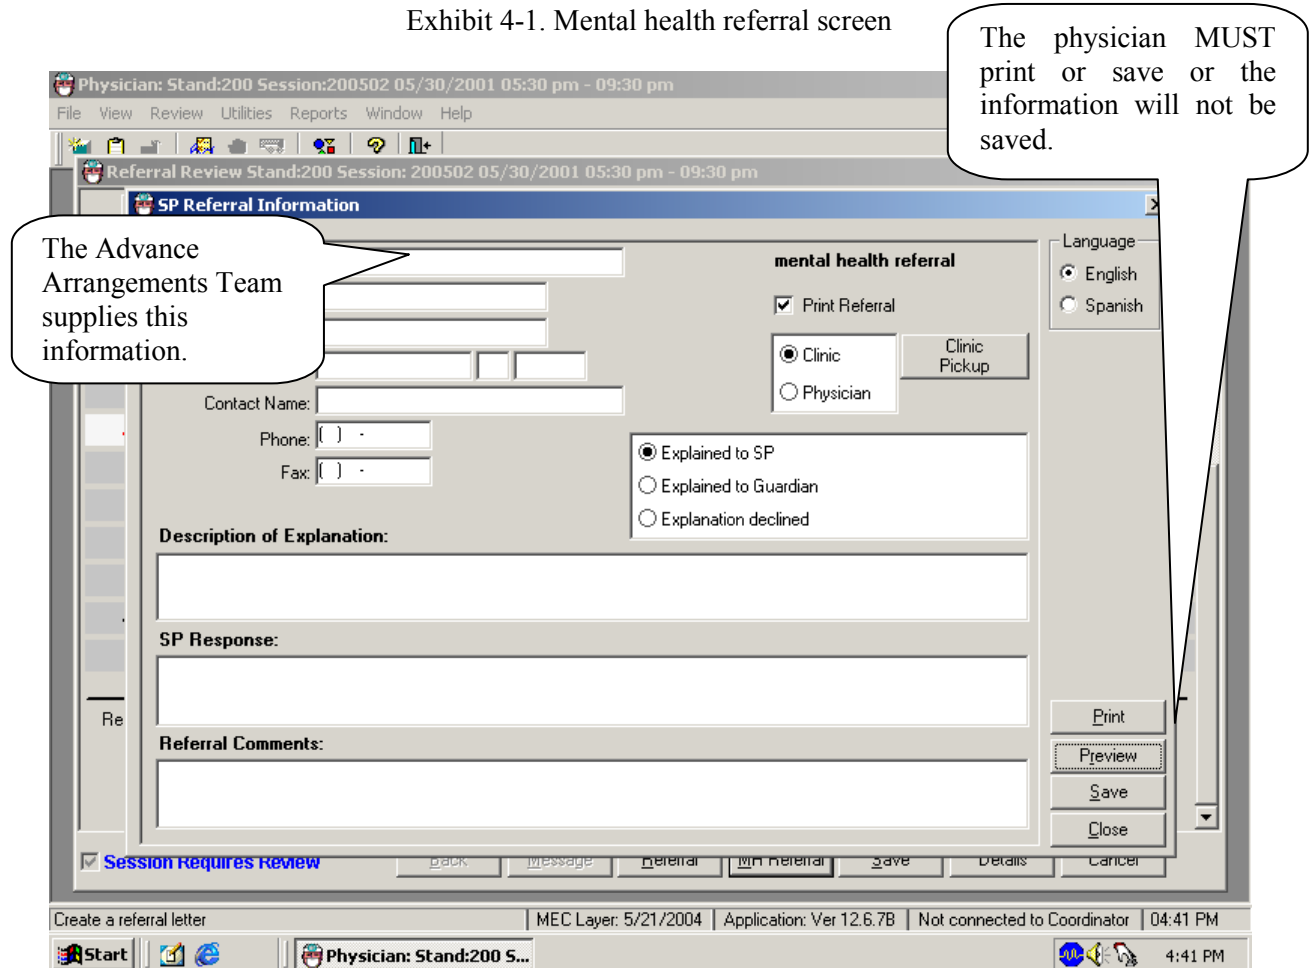 Exhibit 4-1. Mental health referral screen
The physician MUST
print or save or the
information will not be
saved.
Physician: Stand:200 Session:200502 05/30/2001 05:30 pm - 09:30 pm
File View Review Utilities Reports Window Help
Referral Review Stand:200 Session: 200502 05/30/2001 05:30 pm - 09:30 pm
SP Referral Information
The Advance
Arrangements Team
supplies this
information.
mental health referral
Print Referral
Clinic
Physician
Clinic
Pickup
Language
English
Spanish
Contact Name:
Phone: ( ) -
Fax: ( ) -
Explained to SP
Explained to Guardian
Explanation declined
Description of Explanation:
SP Response:
Referral Comments:
Re
Print
Preview
Save
Close
Session Requires Review
Back Message Referral MH Referral Save Details Cancel
Create a referral letter MEC Layer: 5/21/2004 Application: Ver 12.6.7B Not connected to Coordinator 04:41 PM
Start Physician: Stand:200 S... 4:41 PM